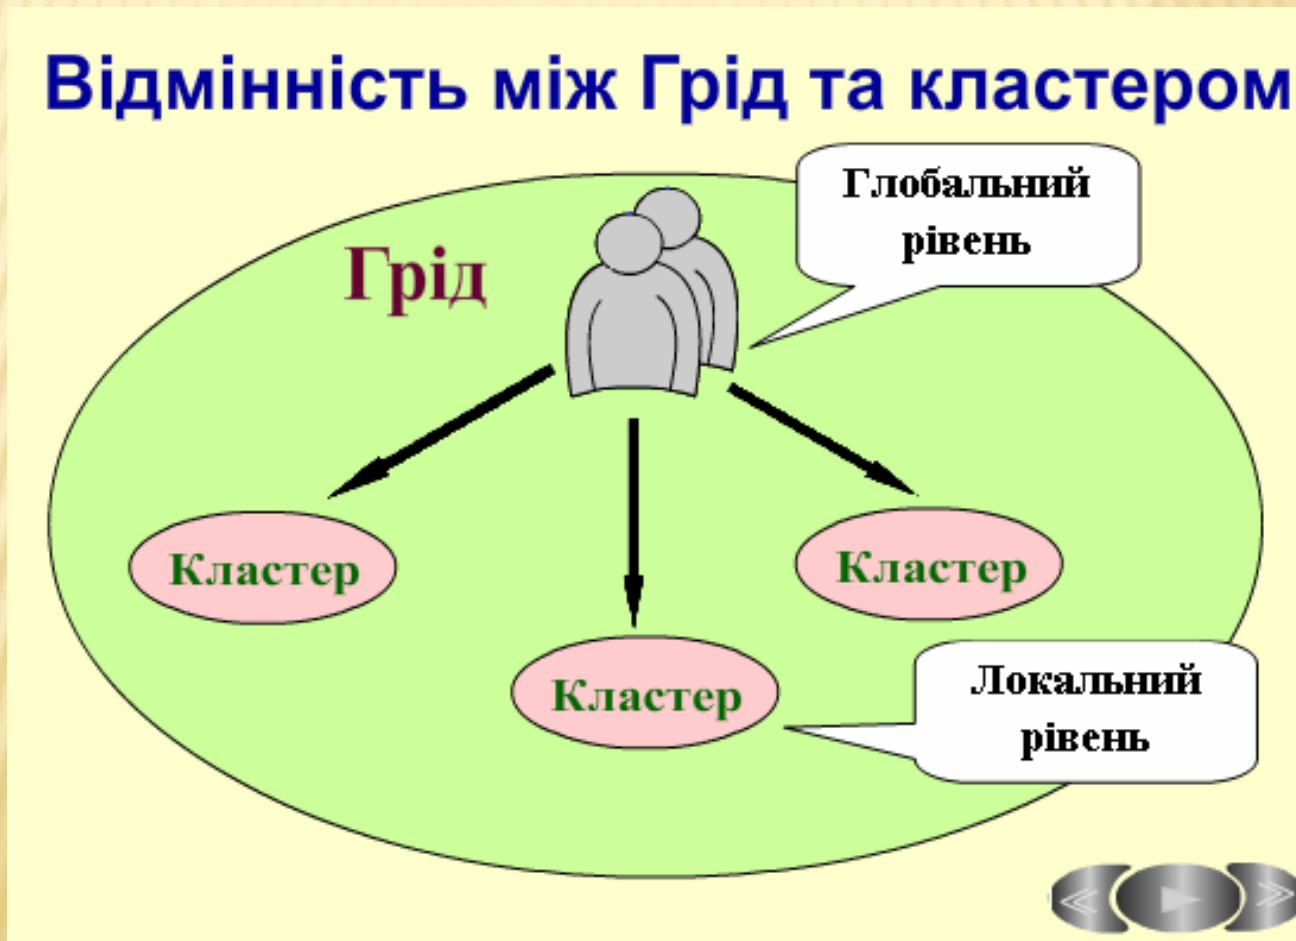 Відмінність між Грід та кластером
Глобальний
рівень
Грід
Кластер
Кластер
Кластер
Локальний
рівень